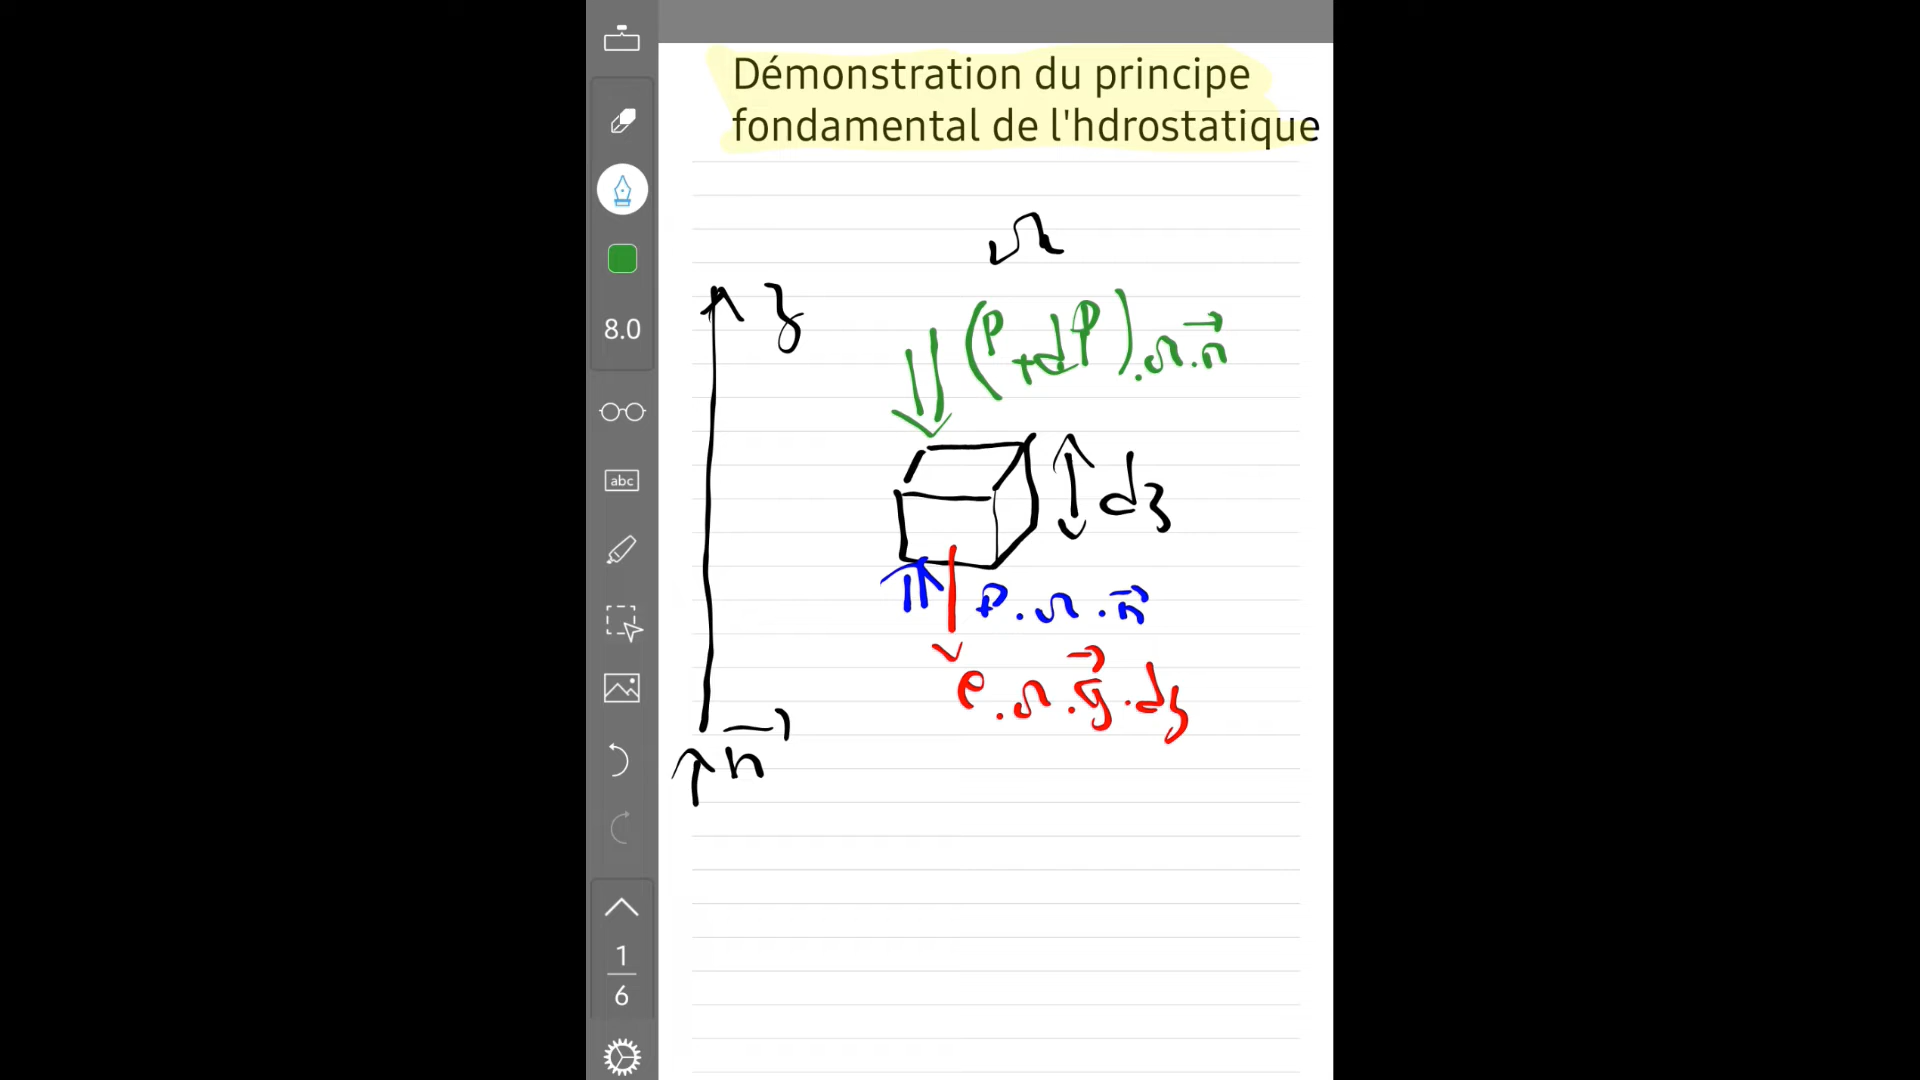 Démonstration du principe
fondamental de l'hdrostatique
Ω
z
(P+dP).Ω.n⃗
dz
P.Ω.n⃗
ρ.Ω.g⃗.dz
n⃗
8.0
abc
1
6